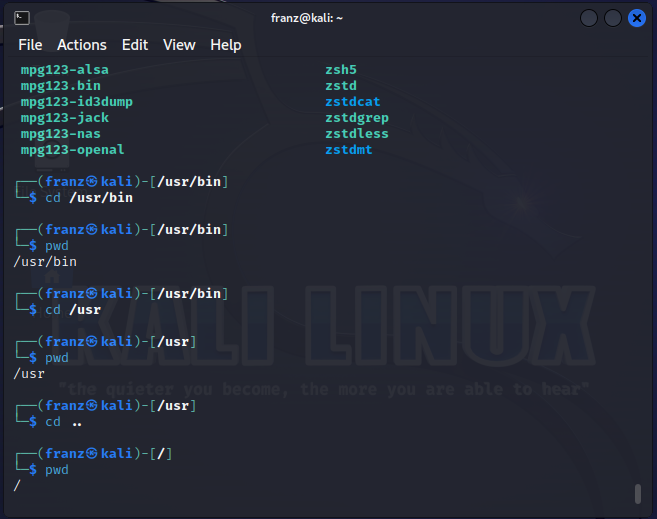 franz@kali: ~
File Actions Edit View Help
mpg123-alsa zsh5
mpg123.bin zstd
mpg123-id3dump zstdcat
mpg123-jack zstdgrep
mpg123-nas zstdless
mpg123-openal zstdmt
┌──(franz㉿kali)-[/usr/bin]
└─$ cd /usr/bin
┌──(franz㉿kali)-[/usr/bin]
└─$ pwd
/usr/bin
┌──(franz㉿kali)-[/usr/bin]
└─$ cd /usr
┌──(franz㉿kali)-[/usr]
└─$ pwd
/usr
┌──(franz㉿kali)-[/usr]
└─$ cd ..
┌──(franz㉿kali)-[/]
└─$ pwd
/
KALI LINUX
"the quieter you become, the more you are able to hear"